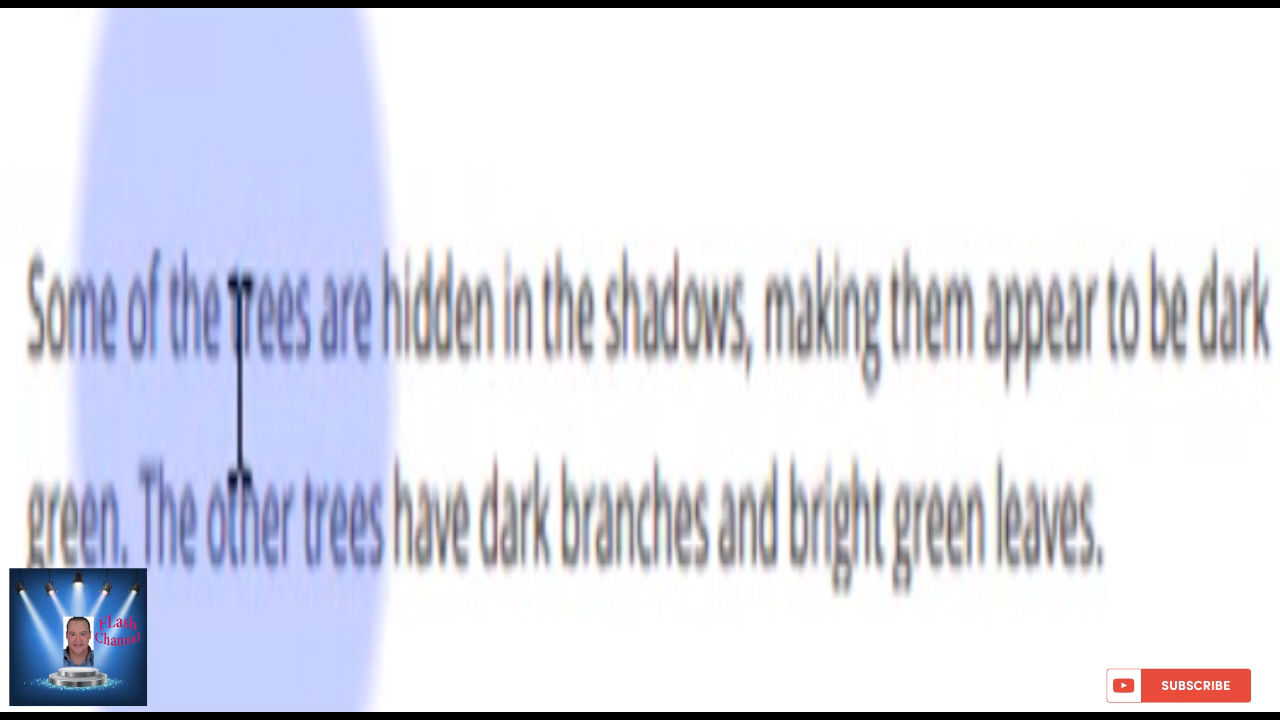 Some of the trees are hidden in the shadows, making them appear to be dark
green. The other trees have dark branches and bright green leaves.
FLash
Channel
SUBSCRIBE